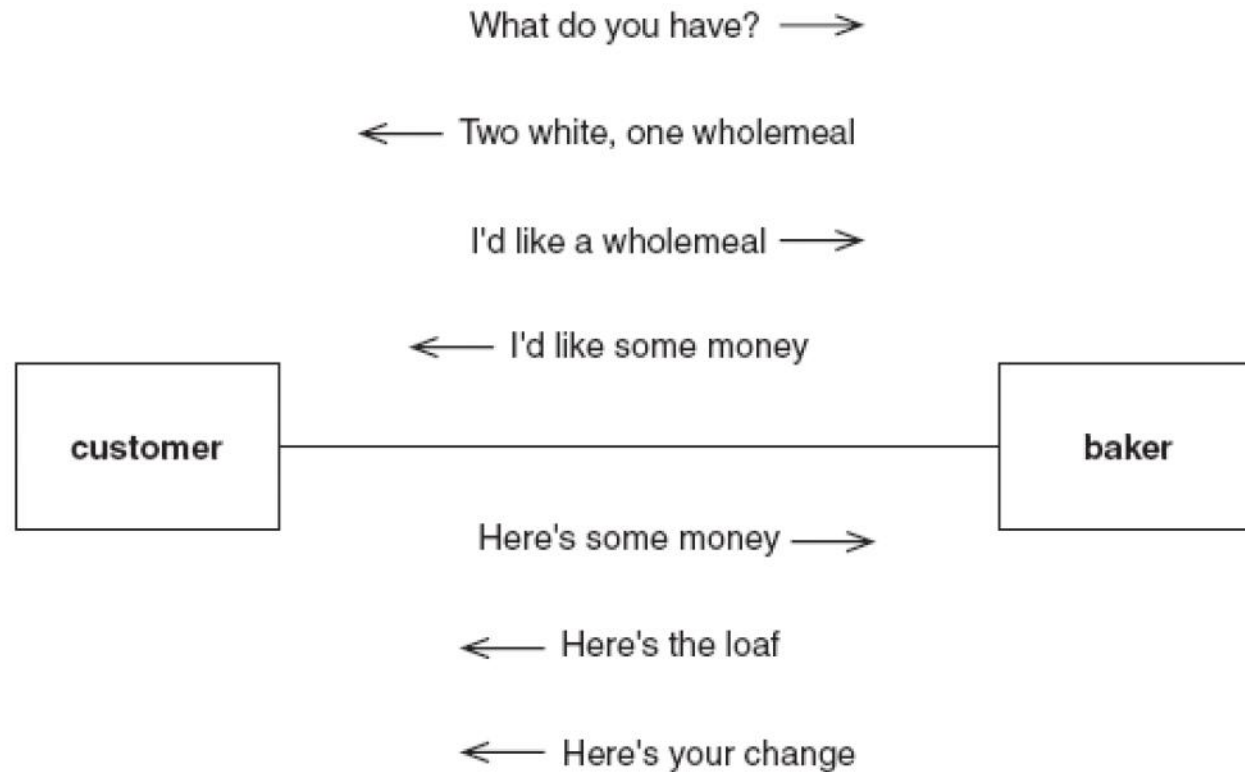 What do you have?
Two white, one wholemeal
I'd like a wholemeal
I'd like some money
customer
baker
Here's some money
Here's the loaf
Here's your change